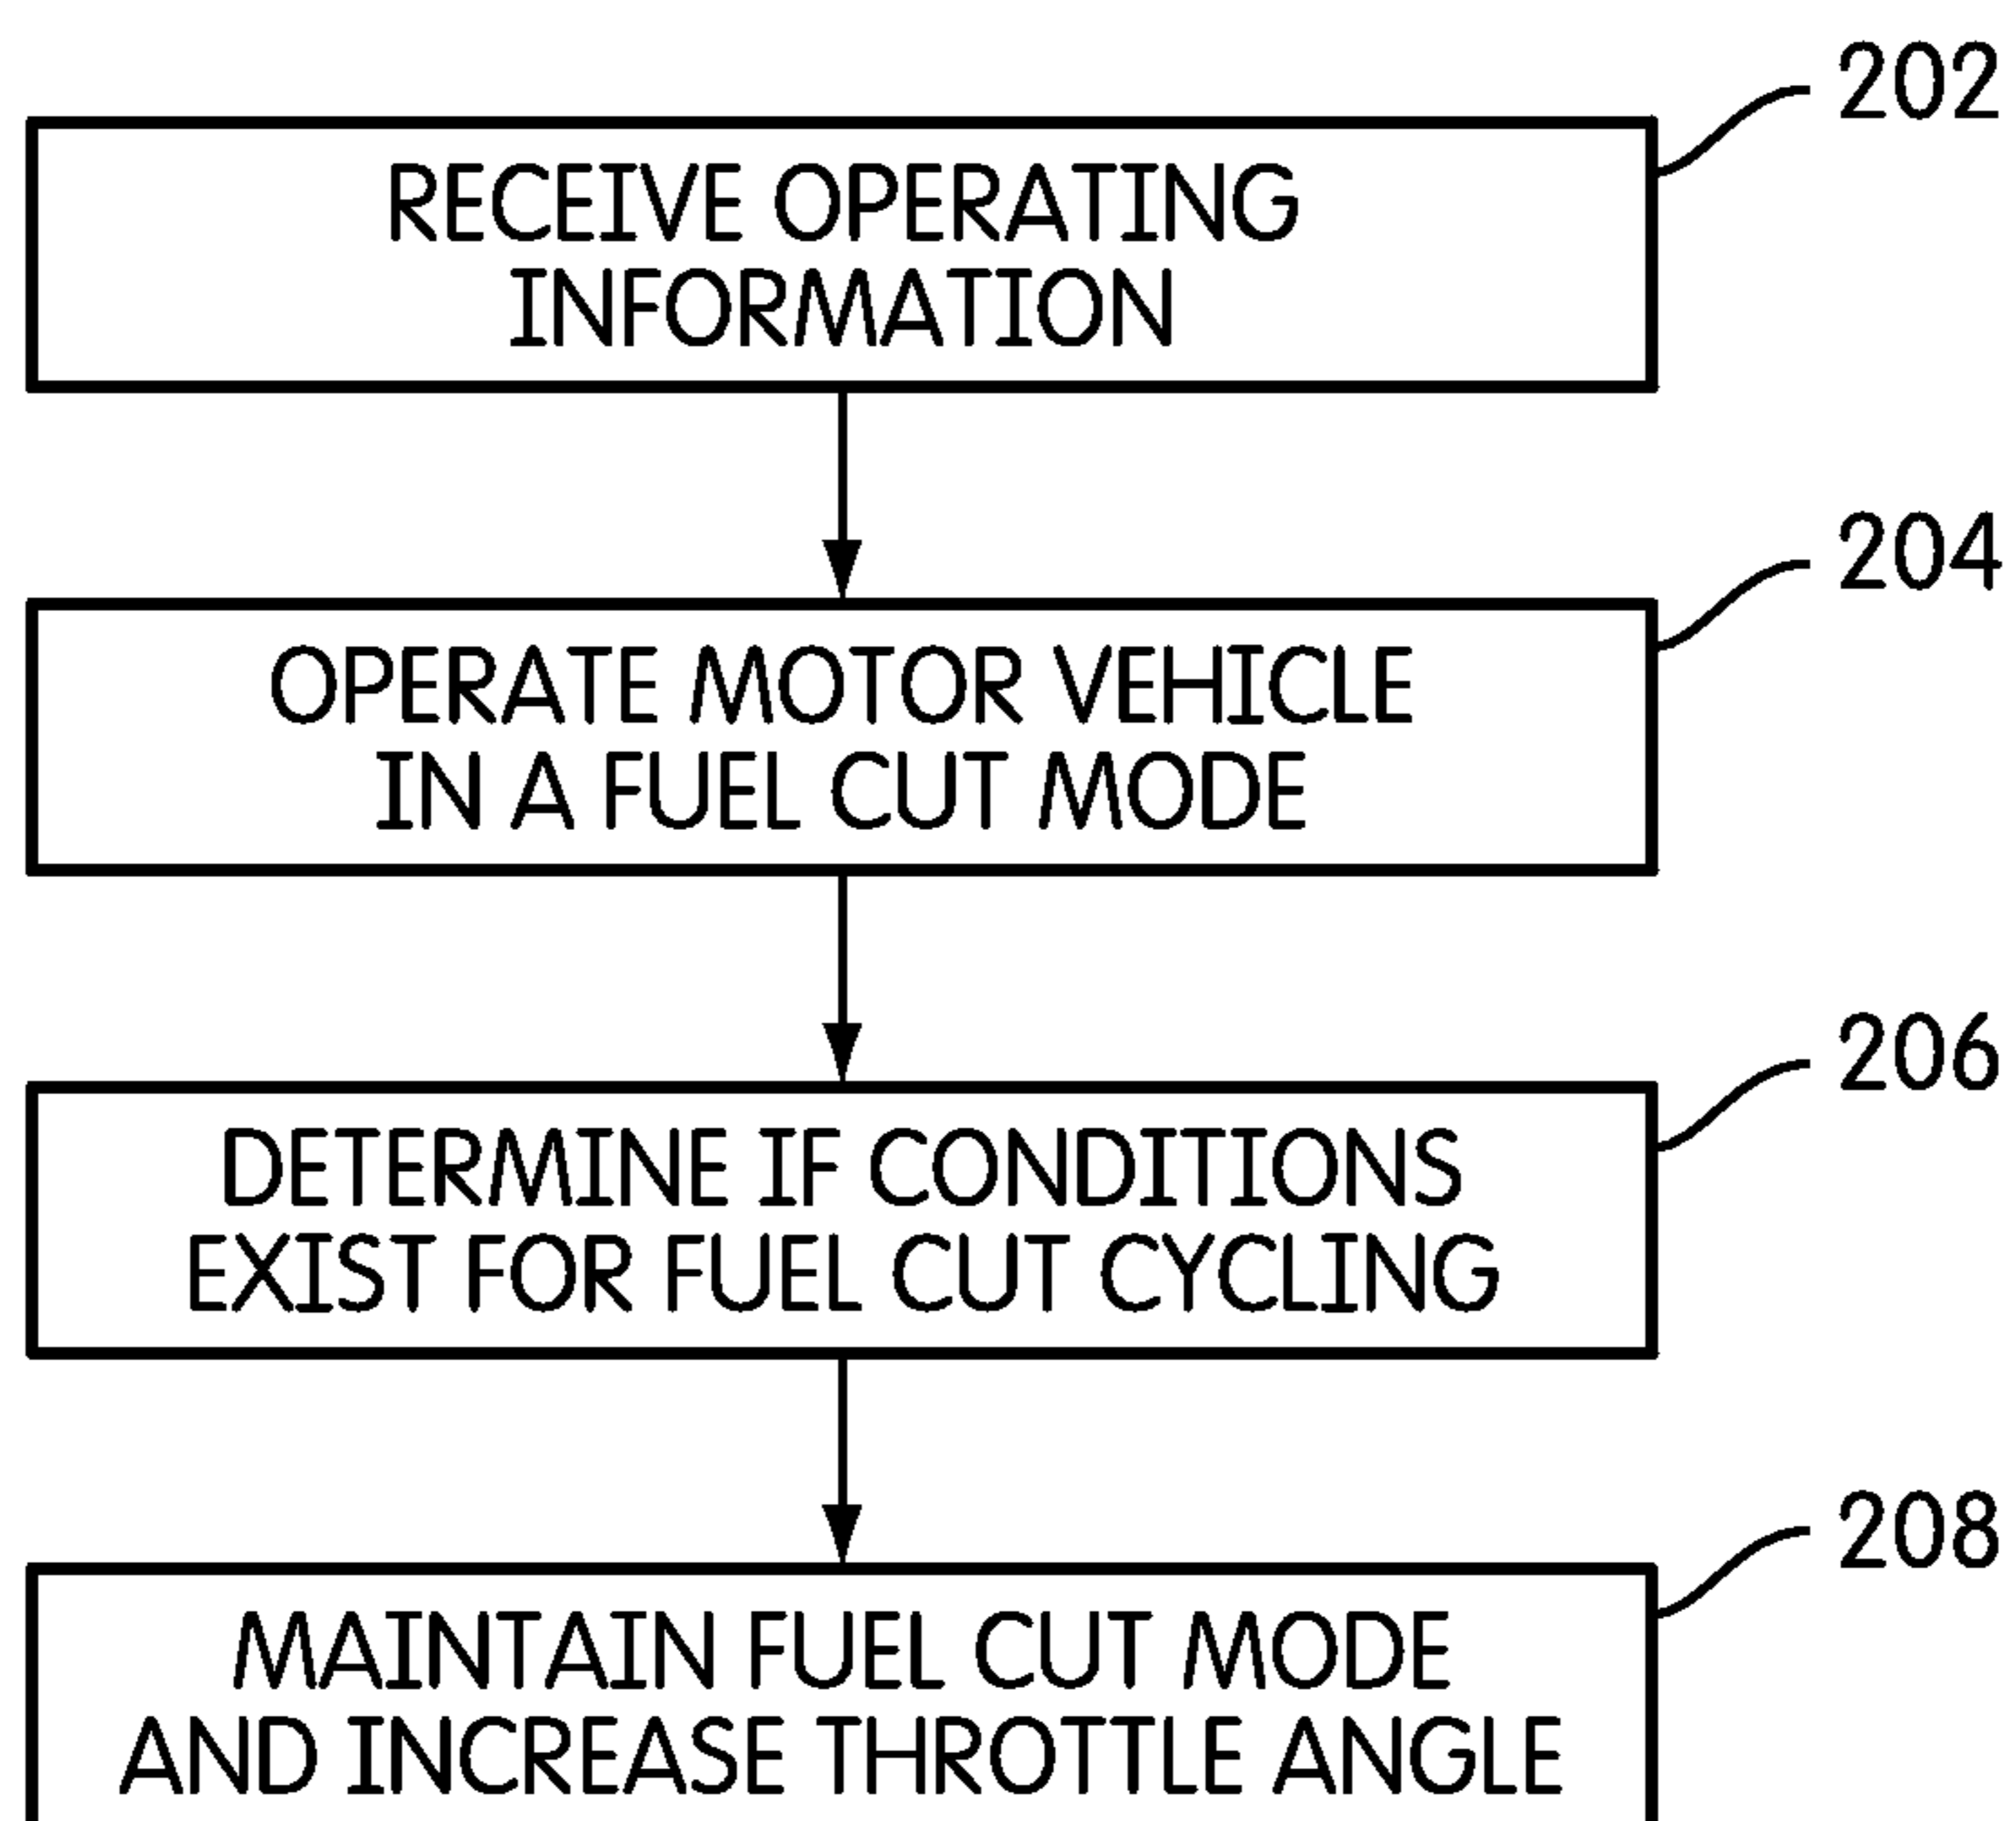 202
RECEIVE OPERATING
INFORMATION
204
OPERATE MOTOR VEHICLE
IN A FUEL CUT MODE
206
DETERMINE IF CONDITIONS
EXIST FOR FUEL CUT CYCLING
208
MAINTAIN FUEL CUT MODE
AND INCREASE THROTTLE ANGLE